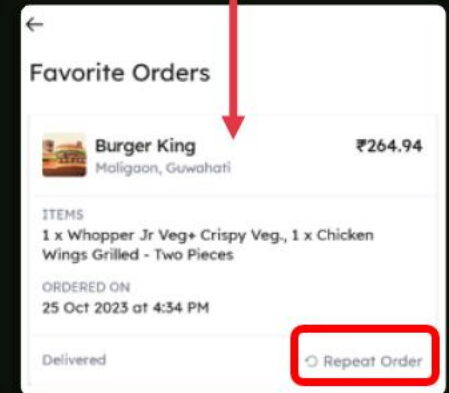 Favorite Orders
Burger King ₹264.94
Maligaon, Guwahati
ITEMS
1 x Whopper Jr Veg+ Crispy Veg., 1 x Chicken
Wings Grilled - Two Pieces
ORDERED ON
25 Oct 2023 at 4:34 PM
Delivered Repeat Order